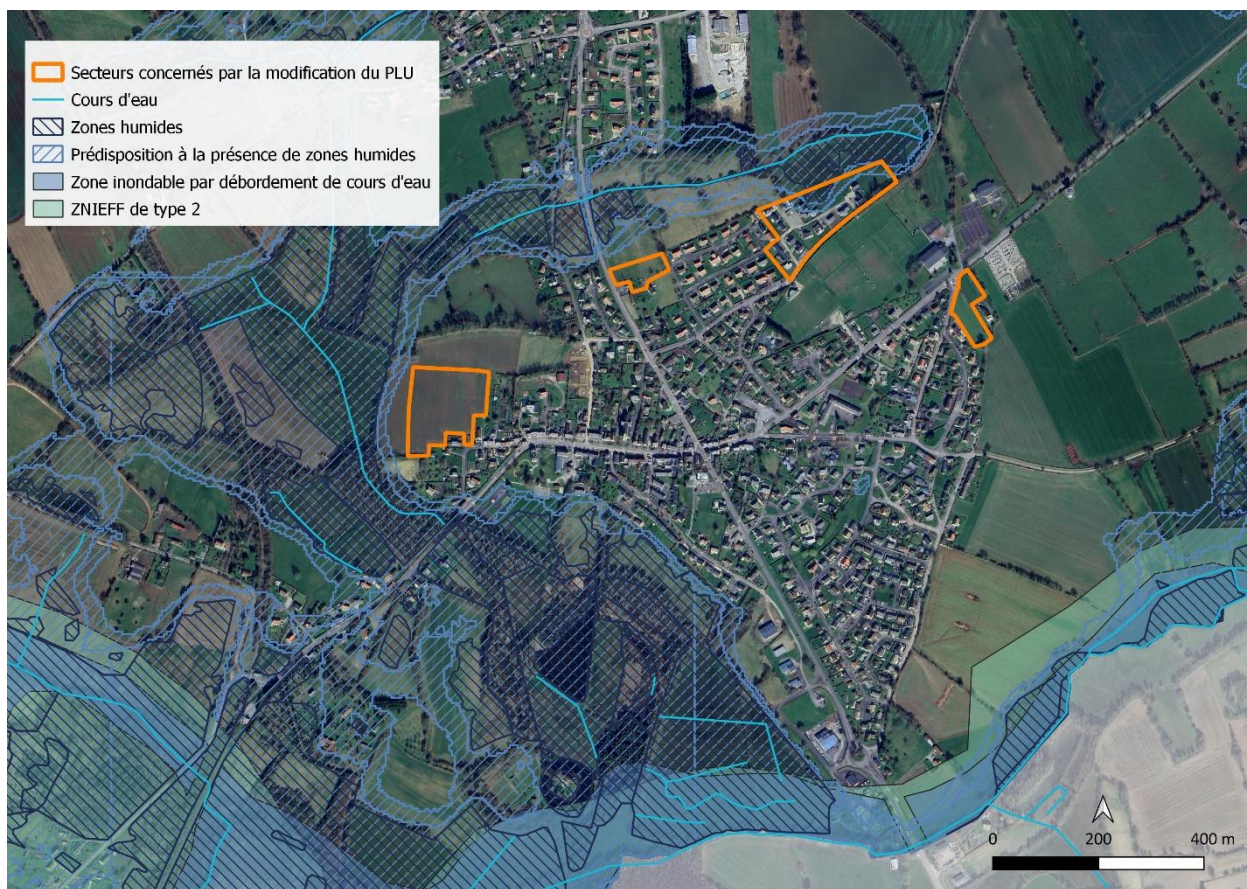 Secteurs concernés par la modification du PLU
Cours d'eau
Zones humides
Prédisposition à la présence de zones humides
Zone inondable par débordement de cours d'eau
ZNIEFF de type 2
0 200 400 m